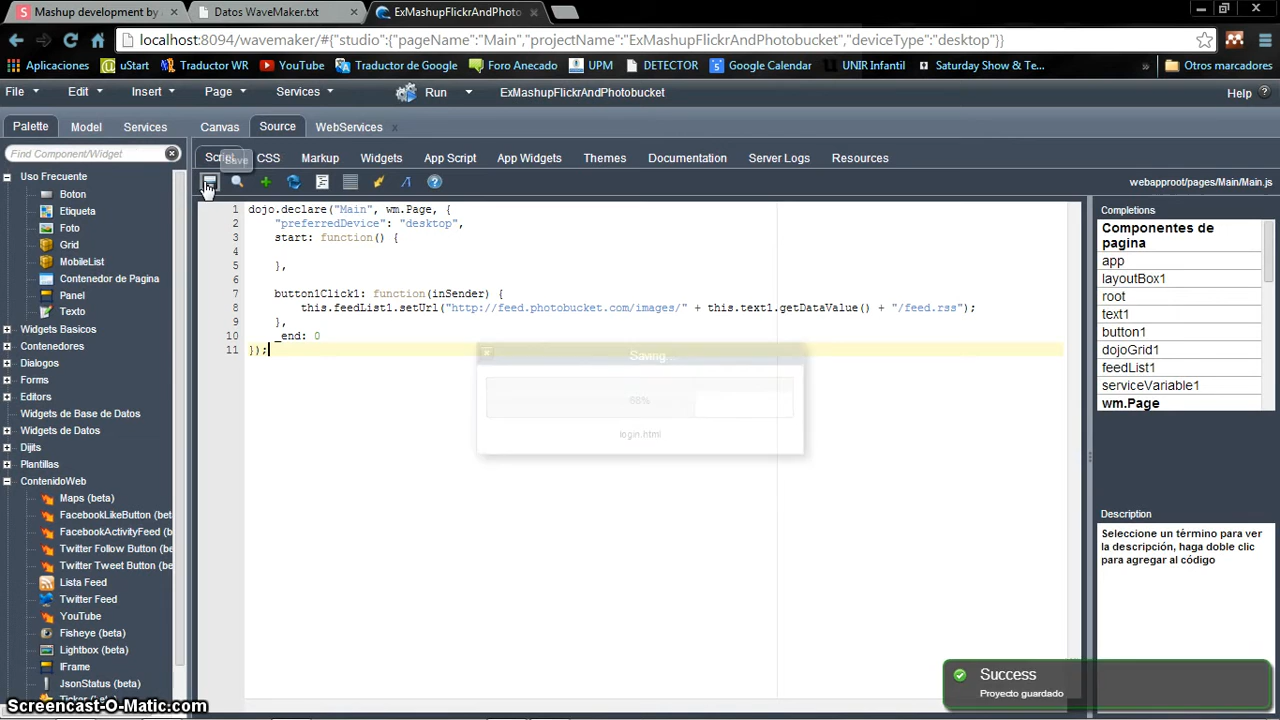 Mashup development by a
Datos WaveMaker.txt
ExMashupFlickrAndPhoto
localhost:8094/wavemaker/#{"studio":{"pageName":"Main","projectName":"ExMashupFlickrAndPhotobucket","deviceType":"desktop"}}
Aplicaciones uStart Traductor WR YouTube Traductor de Google Foro Anecado UPM DETECTOR Google Calendar UNIR Infantil Saturday Show & Te... » Otros marcadores
File Edit Insert Page Services Run ExMashupFlickrAndPhotobucket Help
Palette Model Services Canvas Source WebServices x
Find Component/Widget
Save
CSS Markup Widgets App Script App Widgets Themes Documentation Server Logs Resources
webapproot/pages/Main/Main.js
Uso Frecuente
Boton
Etiqueta
Foto
Grid
MobileList
Contenedor de Pagina
Panel
Texto
Widgets Basicos
Contenedores
Dialogos
Forms
Editors
Widgets de Base de Datos
Widgets de Datos
Dijits
Plantillas
ContenidoWeb
Maps (beta)
FacebookLikeButton (bet
FacebookActivityFeed (b
Twitter Follow Button (be
Twitter Tweet Button (be
Lista Feed
Twitter Feed
YouTube
Fisheye (beta)
Lightbox (beta)
IFrame
JsonStatus (beta)
1 dojo.declare("Main", wm.Page, {
2 "preferredDevice": "desktop",
3 start: function() {
4
5 },
6
7 button1Click1: function(inSender) {
8 this.feedList1.setUrl("http://feed.photobucket.com/images/" + this.text1.getDataValue() + "/feed.rss");
9 },
10 _end: 0
11 });
Saving...
68%
login.html
Completions
Componentes de
pagina
app
layoutBox1
root
text1
button1
dojoGrid1
feedList1
serviceVariable1
wm.Page
Description
Seleccione un término para ver
la descripción, haga doble clic
para agregar al código
Success
Proyecto guardado
Screencast-O-Matic.com